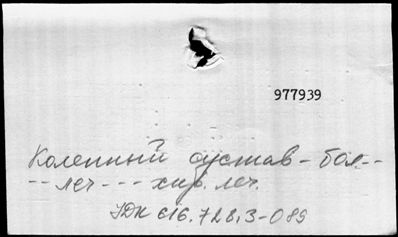 977939
Коленный сустав - бол. --
-- леч --- хир. леч.
УДК 616.728.3-089